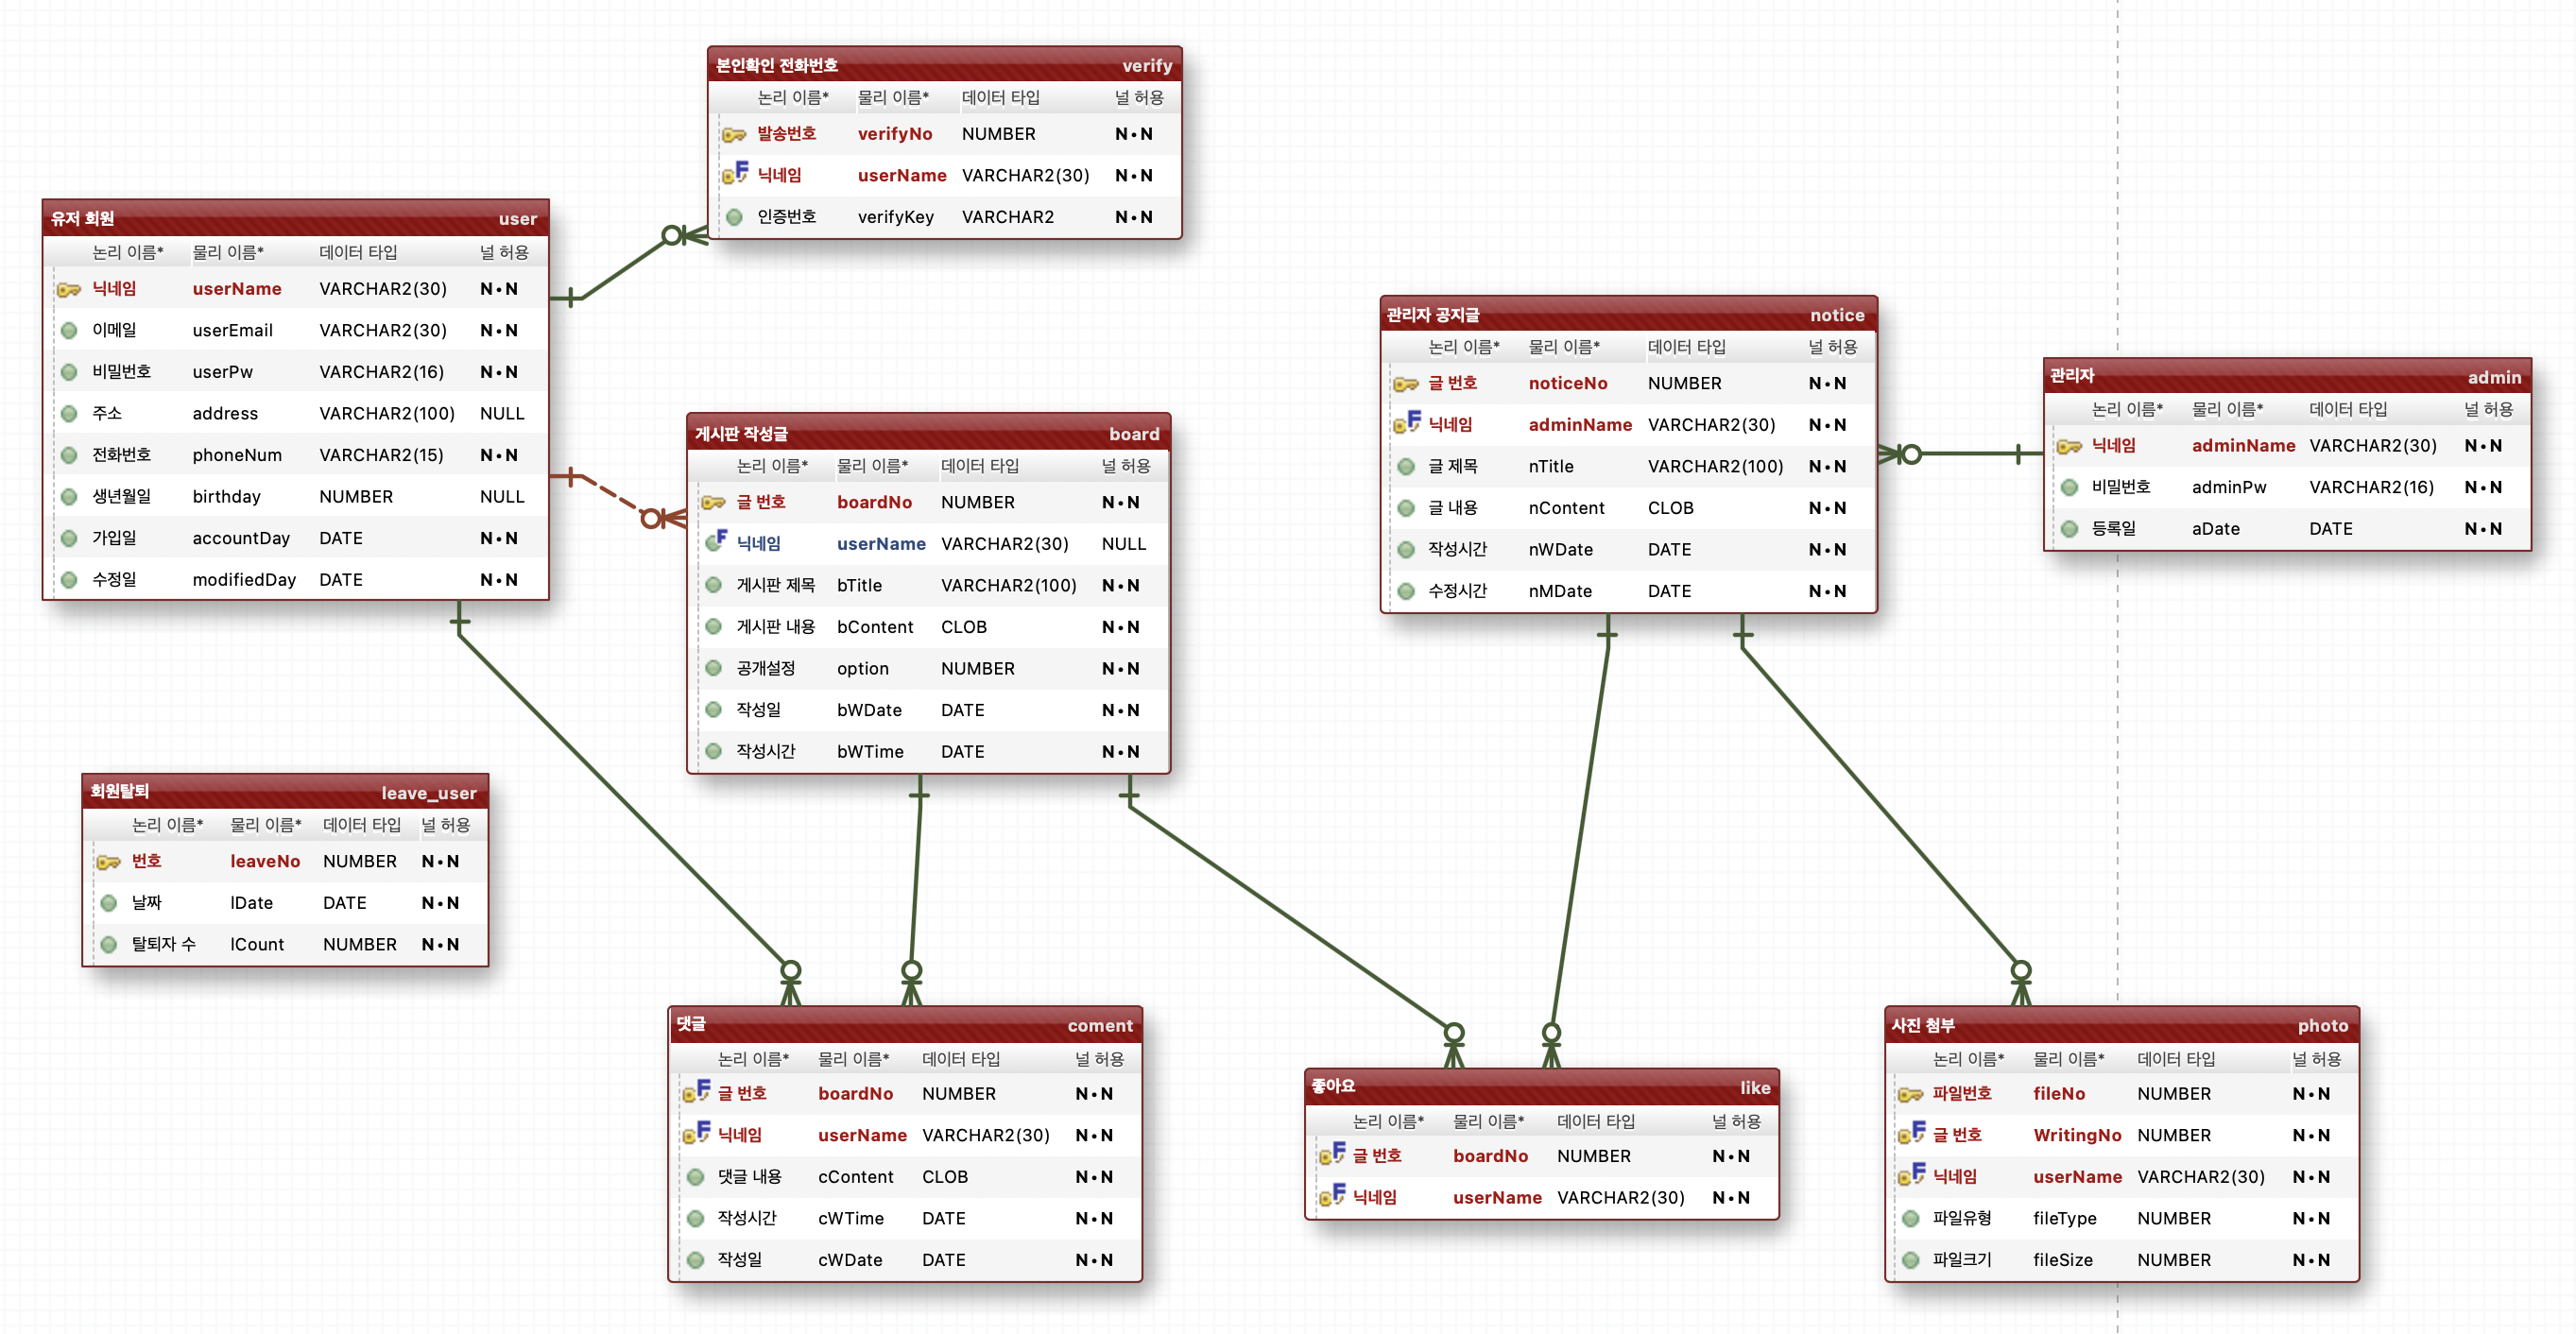 본인확인 전화번호 verify
논리 이름* 물리 이름* 데이터 타입 널 허용
발송번호 verifyNo NUMBER N•N
F 닉네임 userName VARCHAR2(30) N•N
인증번호 verifyKey VARCHAR2 N•N
유저 회원 user
논리 이름* 물리 이름* 데이터 타입 널 허용
닉네임 userName VARCHAR2(30) N•N
이메일 userEmail VARCHAR2(30) N•N
비밀번호 userPw VARCHAR2(16) N•N
주소 address VARCHAR2(100) NULL
전화번호 phoneNum VARCHAR2(15) N•N
생년월일 birthday NUMBER NULL
가입일 accountDay DATE N•N
수정일 modifiedDay DATE N•N
게시판 작성글 board
논리 이름* 물리 이름* 데이터 타입 널 허용
글 번호 boardNo NUMBER N•N
F 닉네임 userName VARCHAR2(30) NULL
게시판 제목 bTitle VARCHAR2(100) N•N
게시판 내용 bContent CLOB N•N
공개설정 option NUMBER N•N
작성일 bWDate DATE N•N
작성시간 bWTime DATE N•N
관리자 공지글 notice
논리 이름* 물리 이름* 데이터 타입 널 허용
글 번호 noticeNo NUMBER N•N
F 닉네임 adminName VARCHAR2(30) N•N
글 제목 nTitle VARCHAR2(100) N•N
글 내용 nContent CLOB N•N
작성시간 nWDate DATE N•N
수정시간 nMDate DATE N•N
관리자 admin
논리 이름* 물리 이름* 데이터 타입 널 허용
닉네임 adminName VARCHAR2(30) N•N
비밀번호 adminPw VARCHAR2(16) N•N
등록일 aDate DATE N•N
회원탈퇴 leave_user
논리 이름* 물리 이름* 데이터 타입 널 허용
번호 leaveNo NUMBER N•N
날짜 lDate DATE N•N
탈퇴자 수 lCount NUMBER N•N
댓글 coment
논리 이름* 물리 이름* 데이터 타입 널 허용
F 글 번호 boardNo NUMBER N•N
F 닉네임 userName VARCHAR2(30) N•N
댓글 내용 cContent CLOB N•N
작성시간 cWTime DATE N•N
작성일 cWDate DATE N•N
좋아요 like
논리 이름* 물리 이름* 데이터 타입 널 허용
F 글 번호 boardNo NUMBER N•N
F 닉네임 userName VARCHAR2(30) N•N
사진 첨부 photo
논리 이름* 물리 이름* 데이터 타입 널 허용
파일번호 fileNo NUMBER N•N
F 글 번호 WritingNo NUMBER N•N
F 닉네임 userName VARCHAR2(30) N•N
파일유형 fileType NUMBER N•N
파일크기 fileSize NUMBER N•N